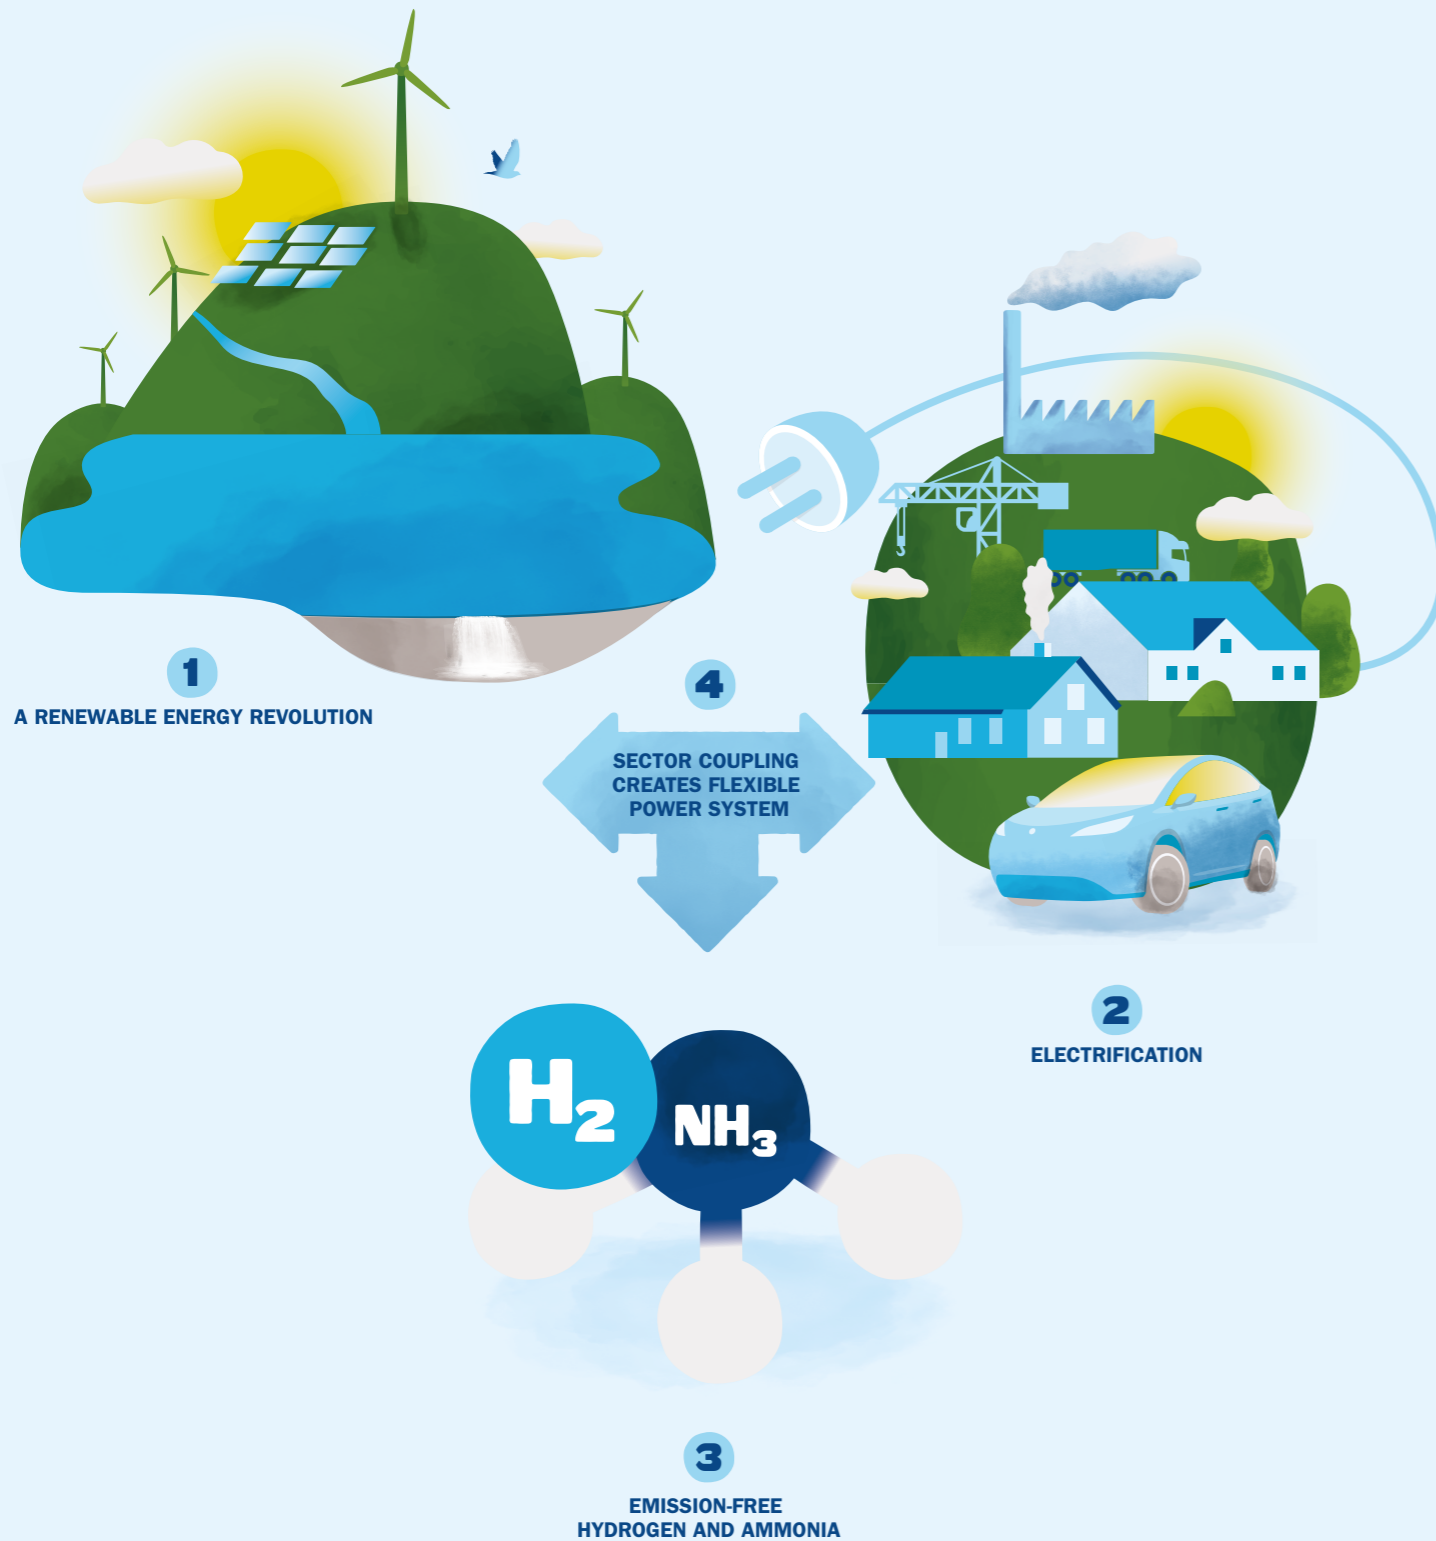 1
A RENEWABLE ENERGY REVOLUTION
4
SECTOR COUPLING
CREATES FLEXIBLE
POWER SYSTEM
2
ELECTRIFICATION
H₂
NH₃
3
EMISSION-FREE
HYDROGEN AND AMMONIA